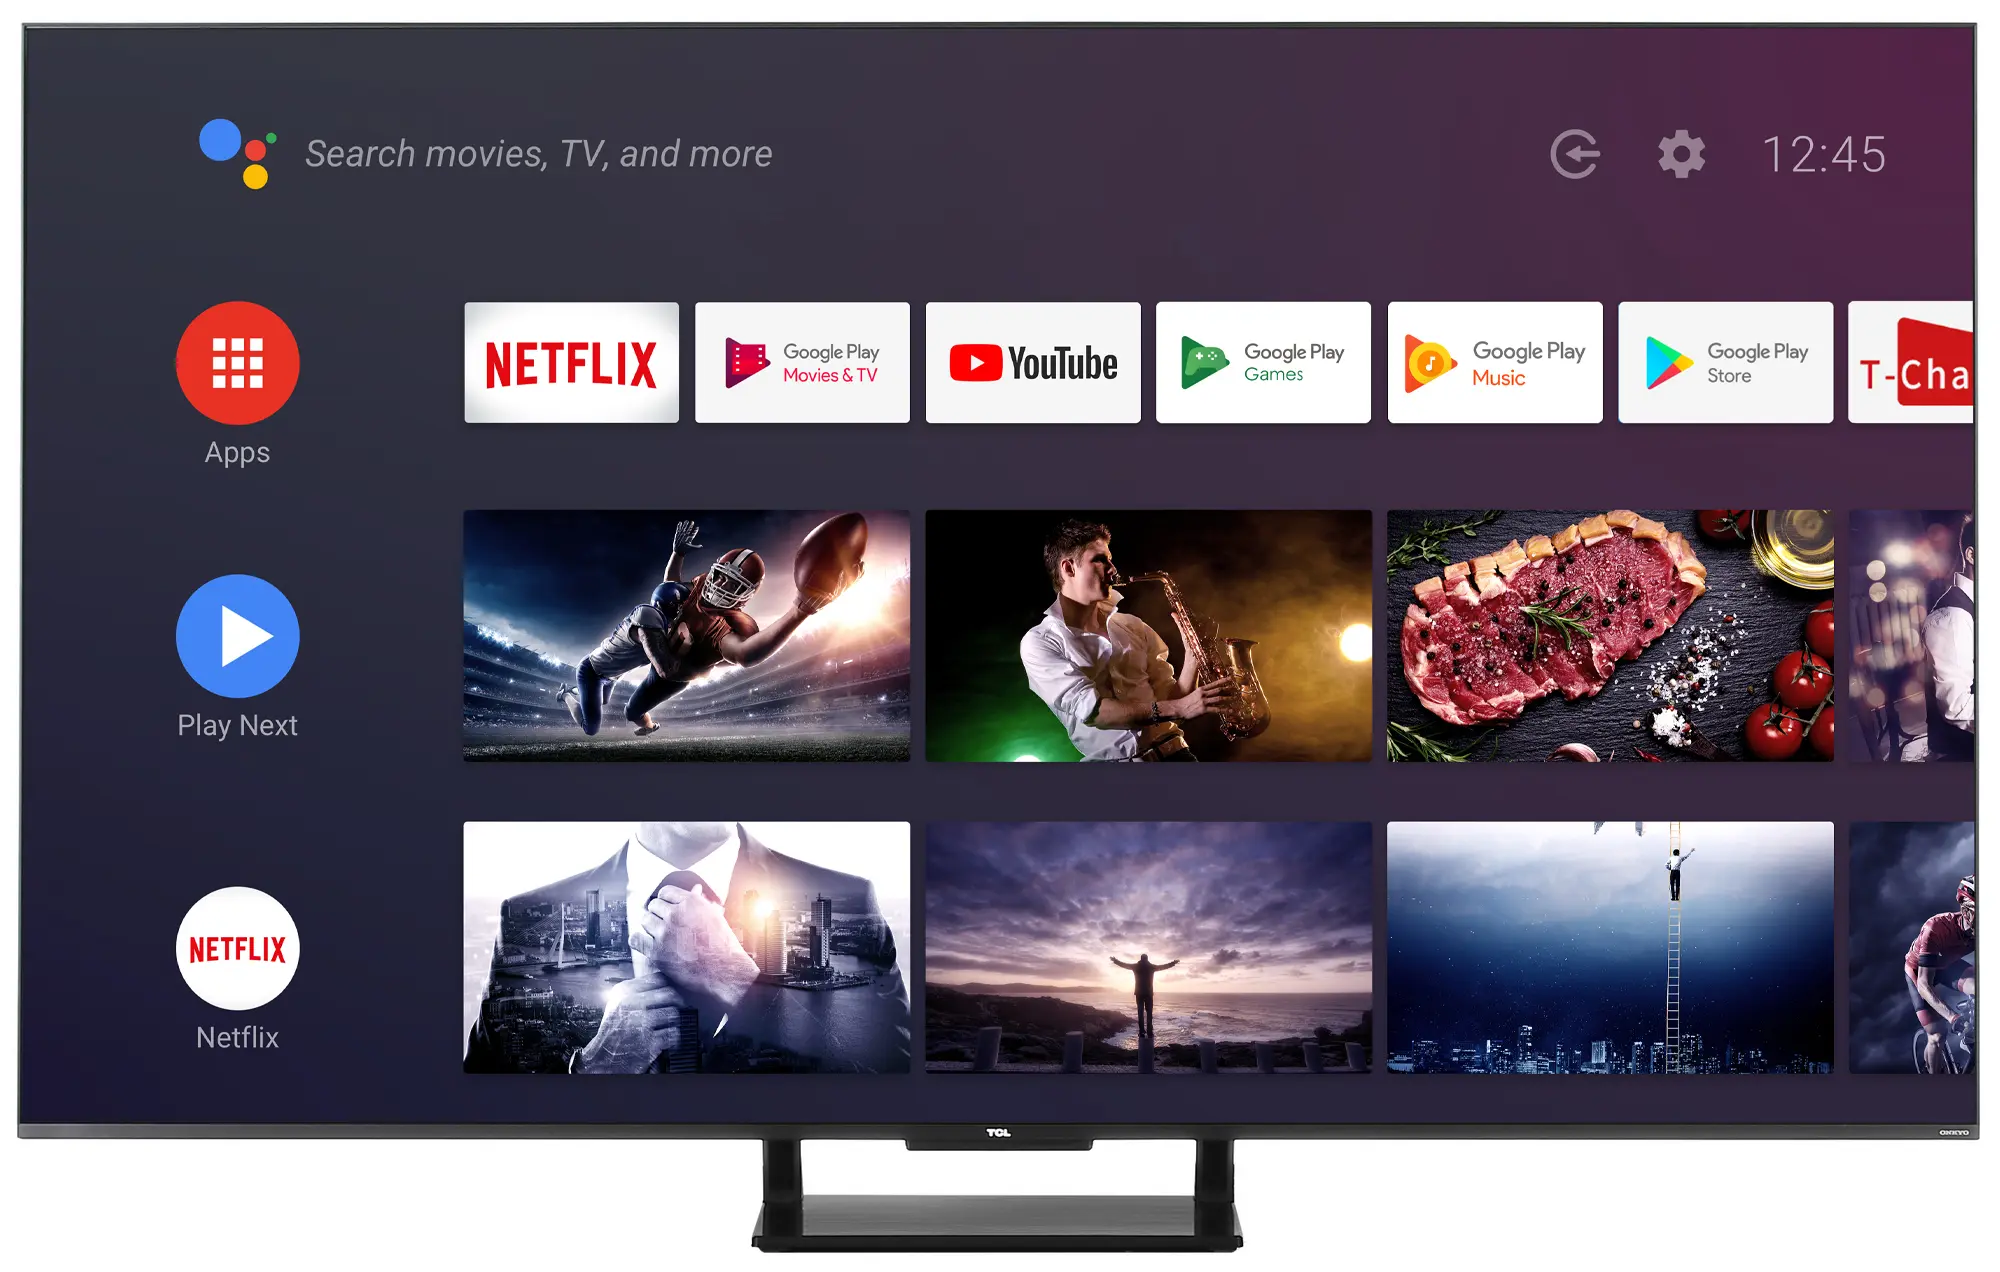 Search movies, TV, and more
12:45
Apps
NETFLIX
Google Play
Movies & TV
YouTube
Google Play
Games
Google Play
Music
Google Play
Store
T-Cha
Play Next
NETFLIX
Netflix
TCL
ONKYO